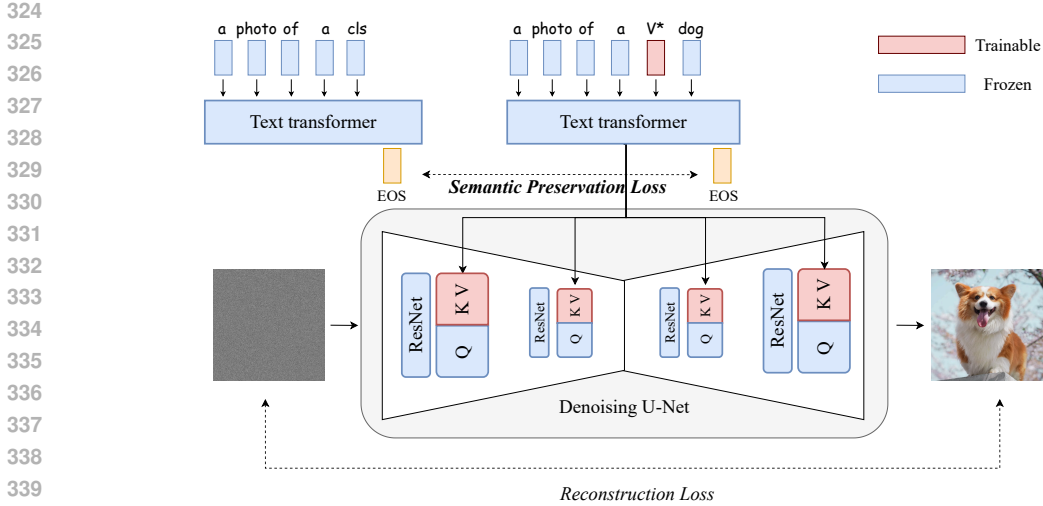 324
325
326
327
328
329
330
331
332
333
334
335
336
337
338
339
a photo of a cls
a photo of a V* dog
Trainable
Frozen
Text transformer
Text transformer
EOS
Semantic Preservation Loss
EOS
ResNet
K V
Q
ResNet
K V
Q
ResNet
K V
Q
ResNet
K V
Q
Denoising U-Net
Reconstruction Loss